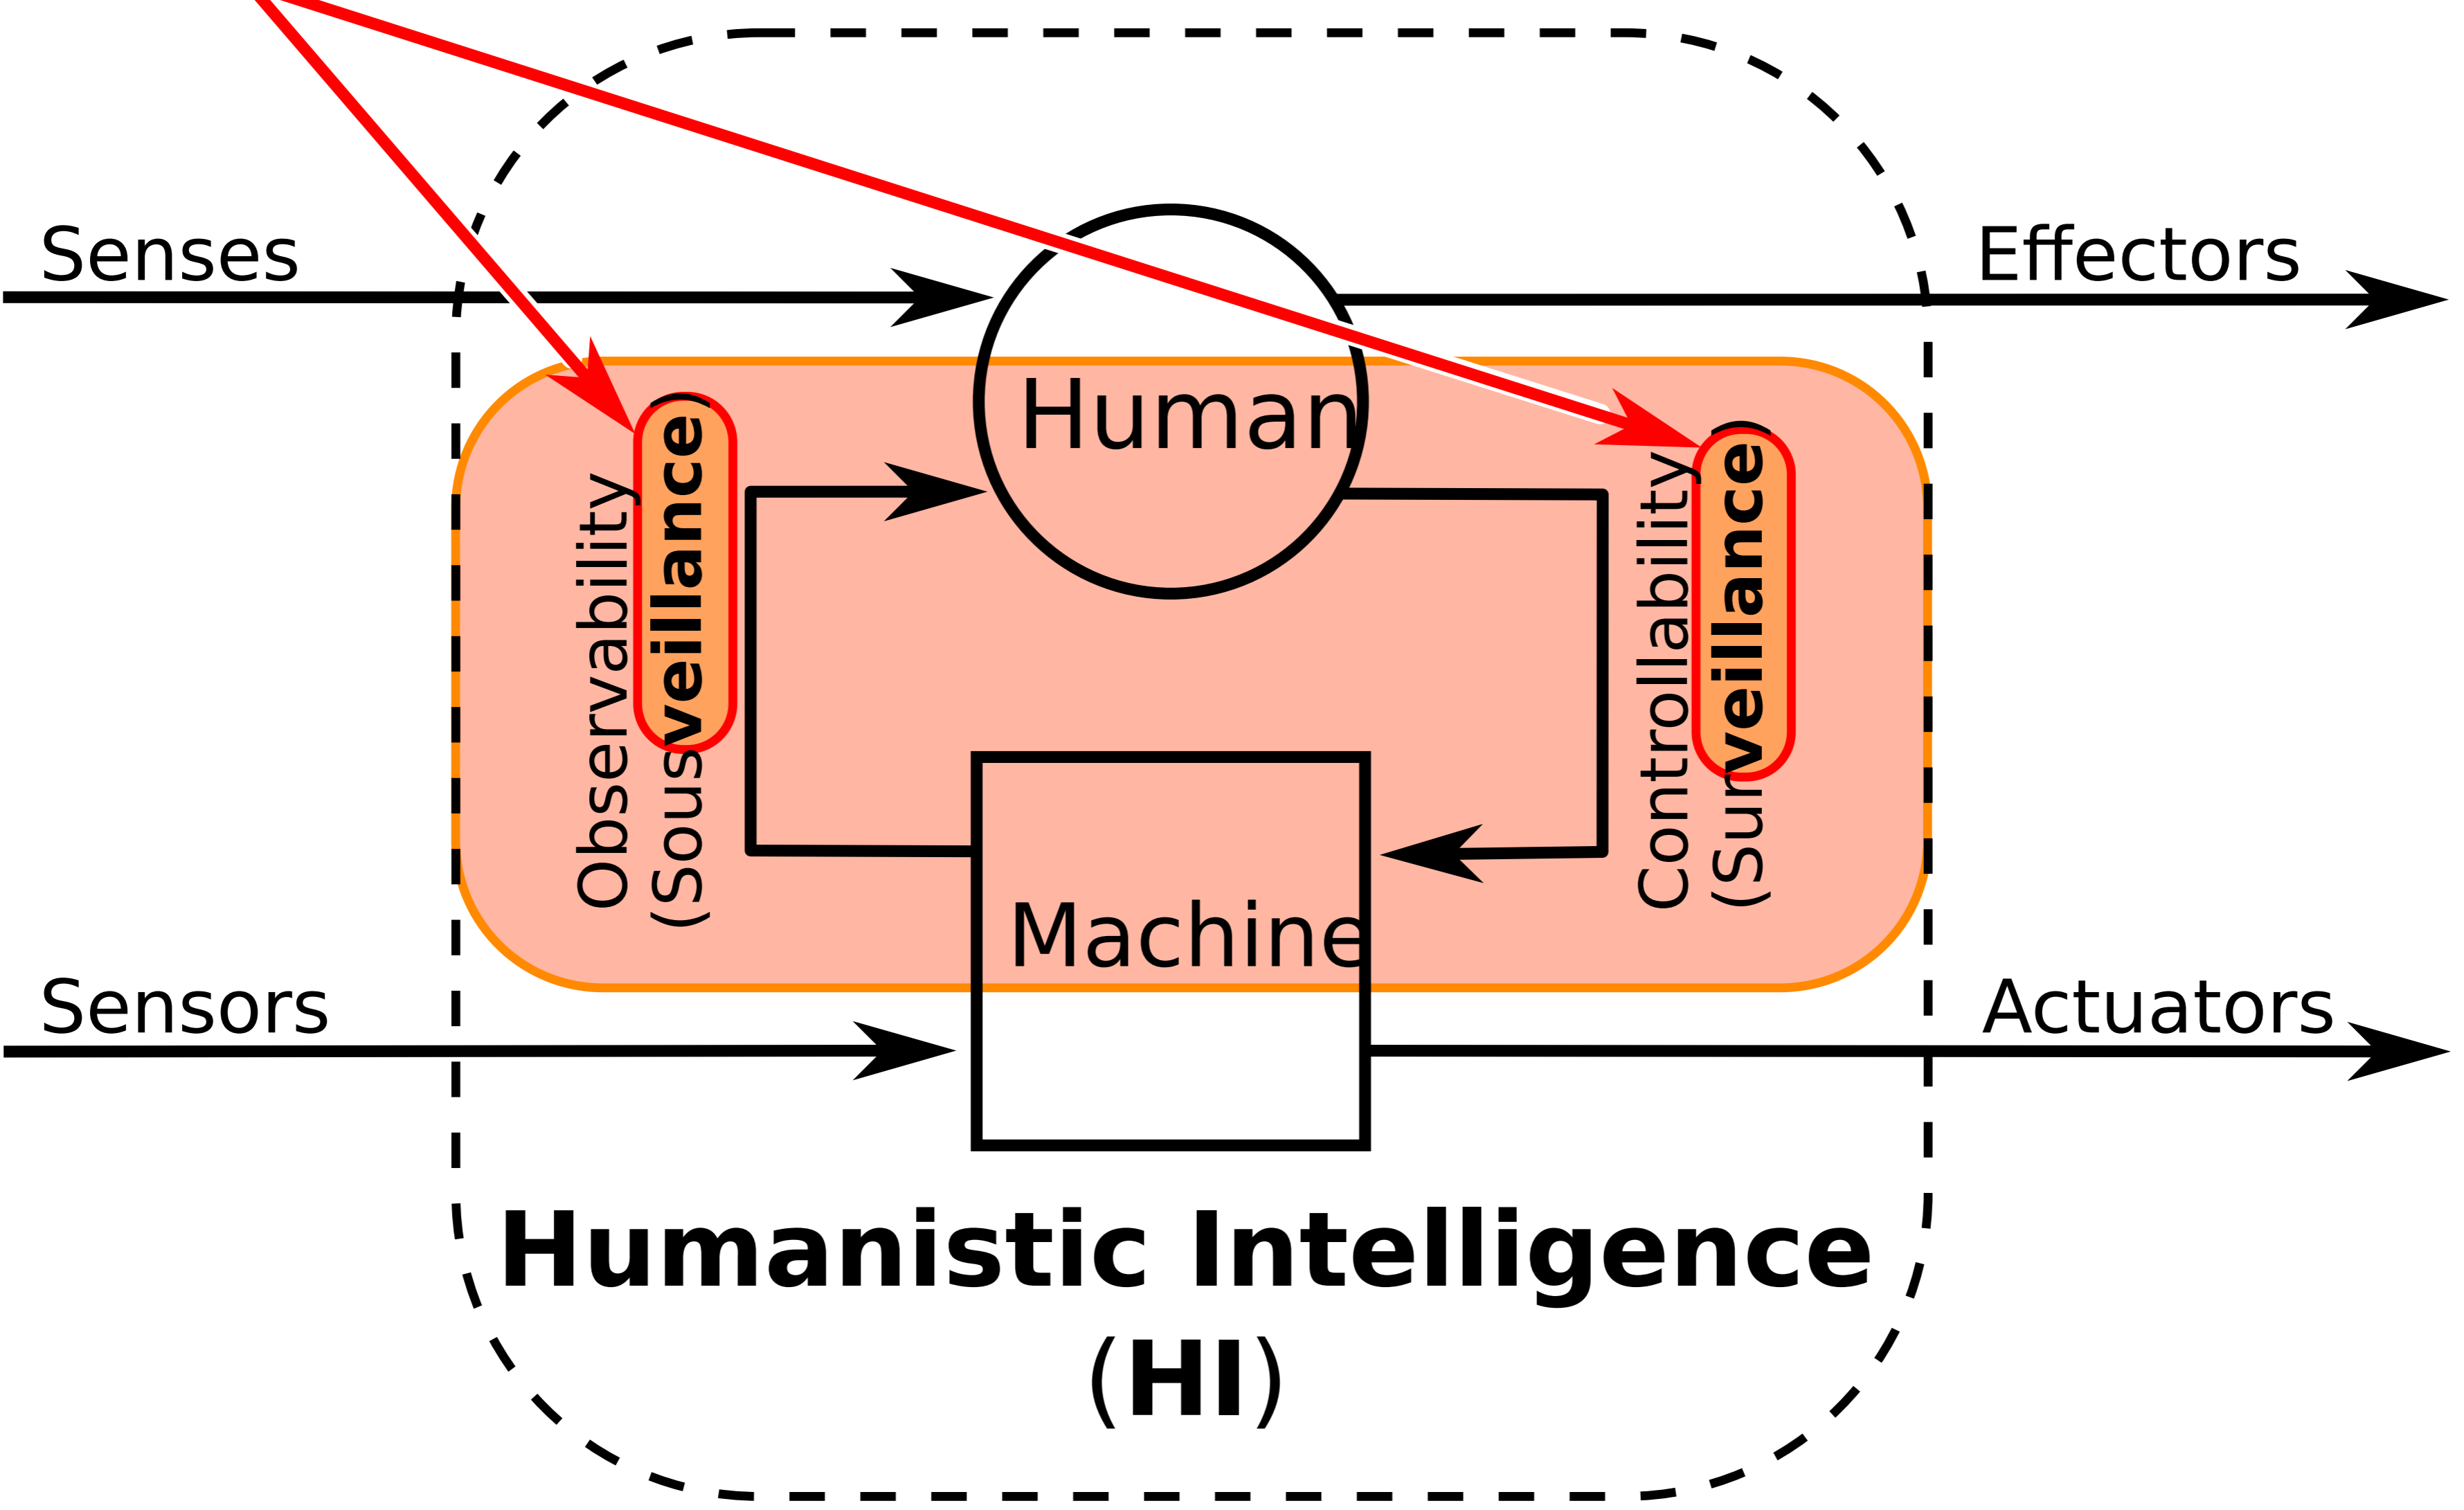 Senses
Effectors
Human
Observability
(Sousveillance)
Controllability
(Surveillance)
Machine
Sensors
Actuators
Humanistic Intelligence
(HI)